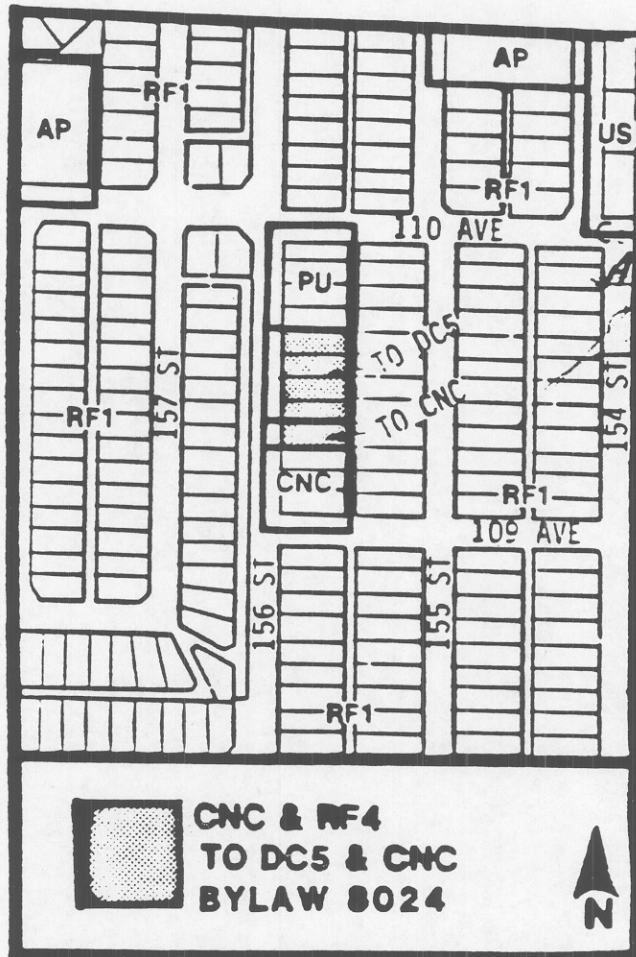 AP
RF1
AP
US
RF1
110 AVE
PU
TO DC5
157 ST
154 ST
RF1
TO CNC
CNC
RF1
109 AVE
156 ST
155 ST
RF1
CNC & RF4
TO DC5 & CNC
BYLAW 8024
N